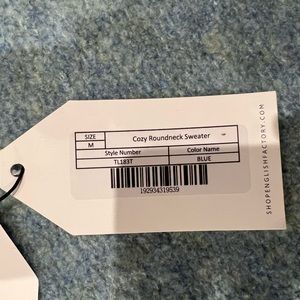 SIZE Cozy Roundneck Sweater
M
Style Number Color Name
TL183T BLUE
192934319539
SHOPENGLISHFACTORY.COM